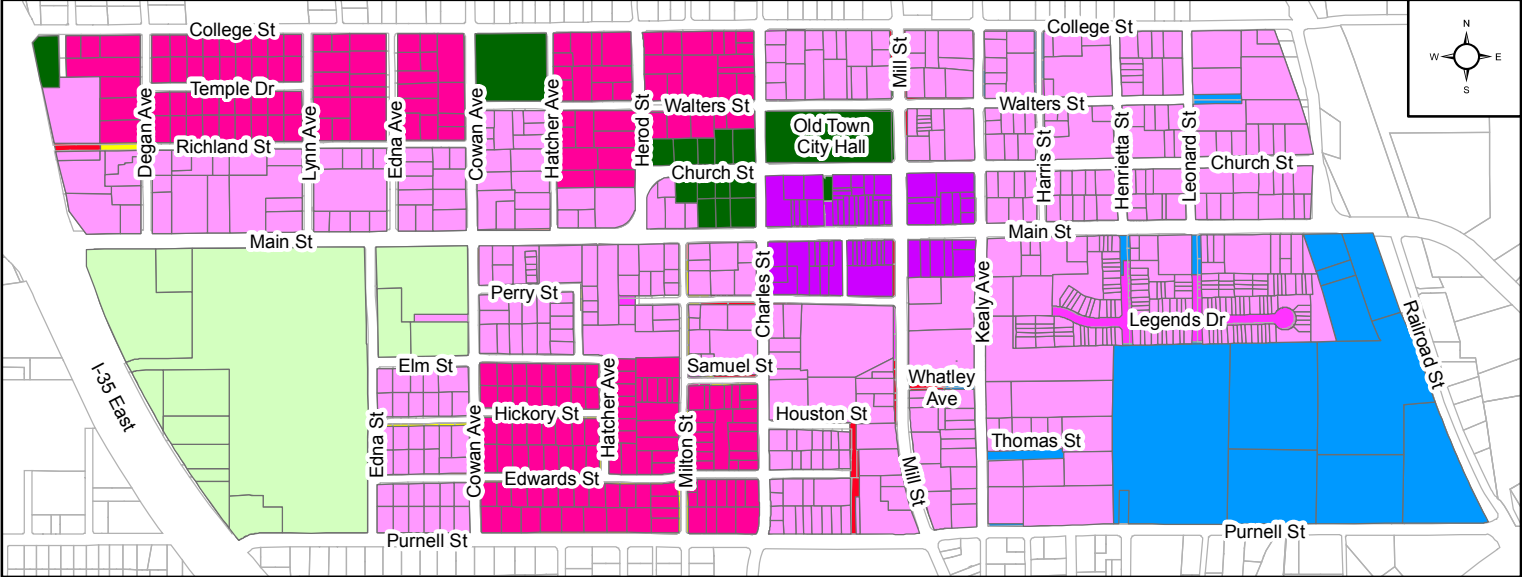 College St
College St
N
W
E
S
Mill St
Temple Dr
Degan Ave
Lynn Ave
Edna Ave
Cowan Ave
Hatcher Ave
Herod St
Walters St
Walters St
Old Town
City Hall
Richland St
Harris St
Henrietta St
Leonard St
Church St
Church St
Main St
Main St
Charles St
Kealy Ave
Perry St
Legends Dr
Railroad St
I-35 East
Elm St
Samuel St
Whatley
Ave
Hatcher Ave
Hickory St
Houston St
Edna St
Cowan Ave
Milton St
Thomas St
Edwards St
Mill St
Purnell St
Purnell St